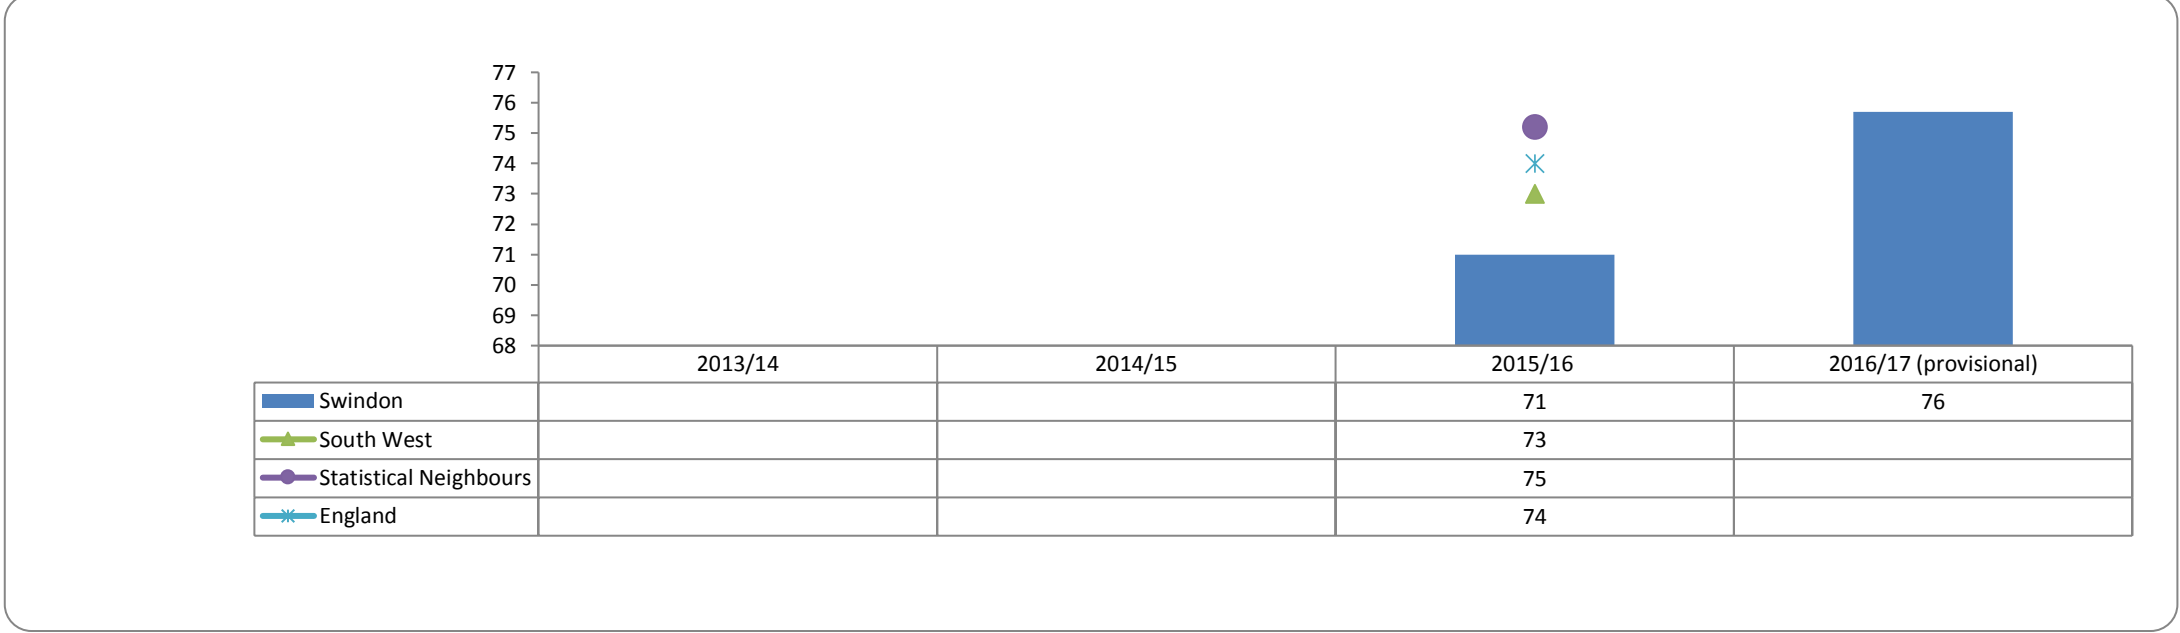 77
76
75
74
73
72
71
70
69
68
2013/14 2014/15 2015/16 2016/17 (provisional)
Swindon 71 76
South West 73
Statistical Neighbours 75
England 74